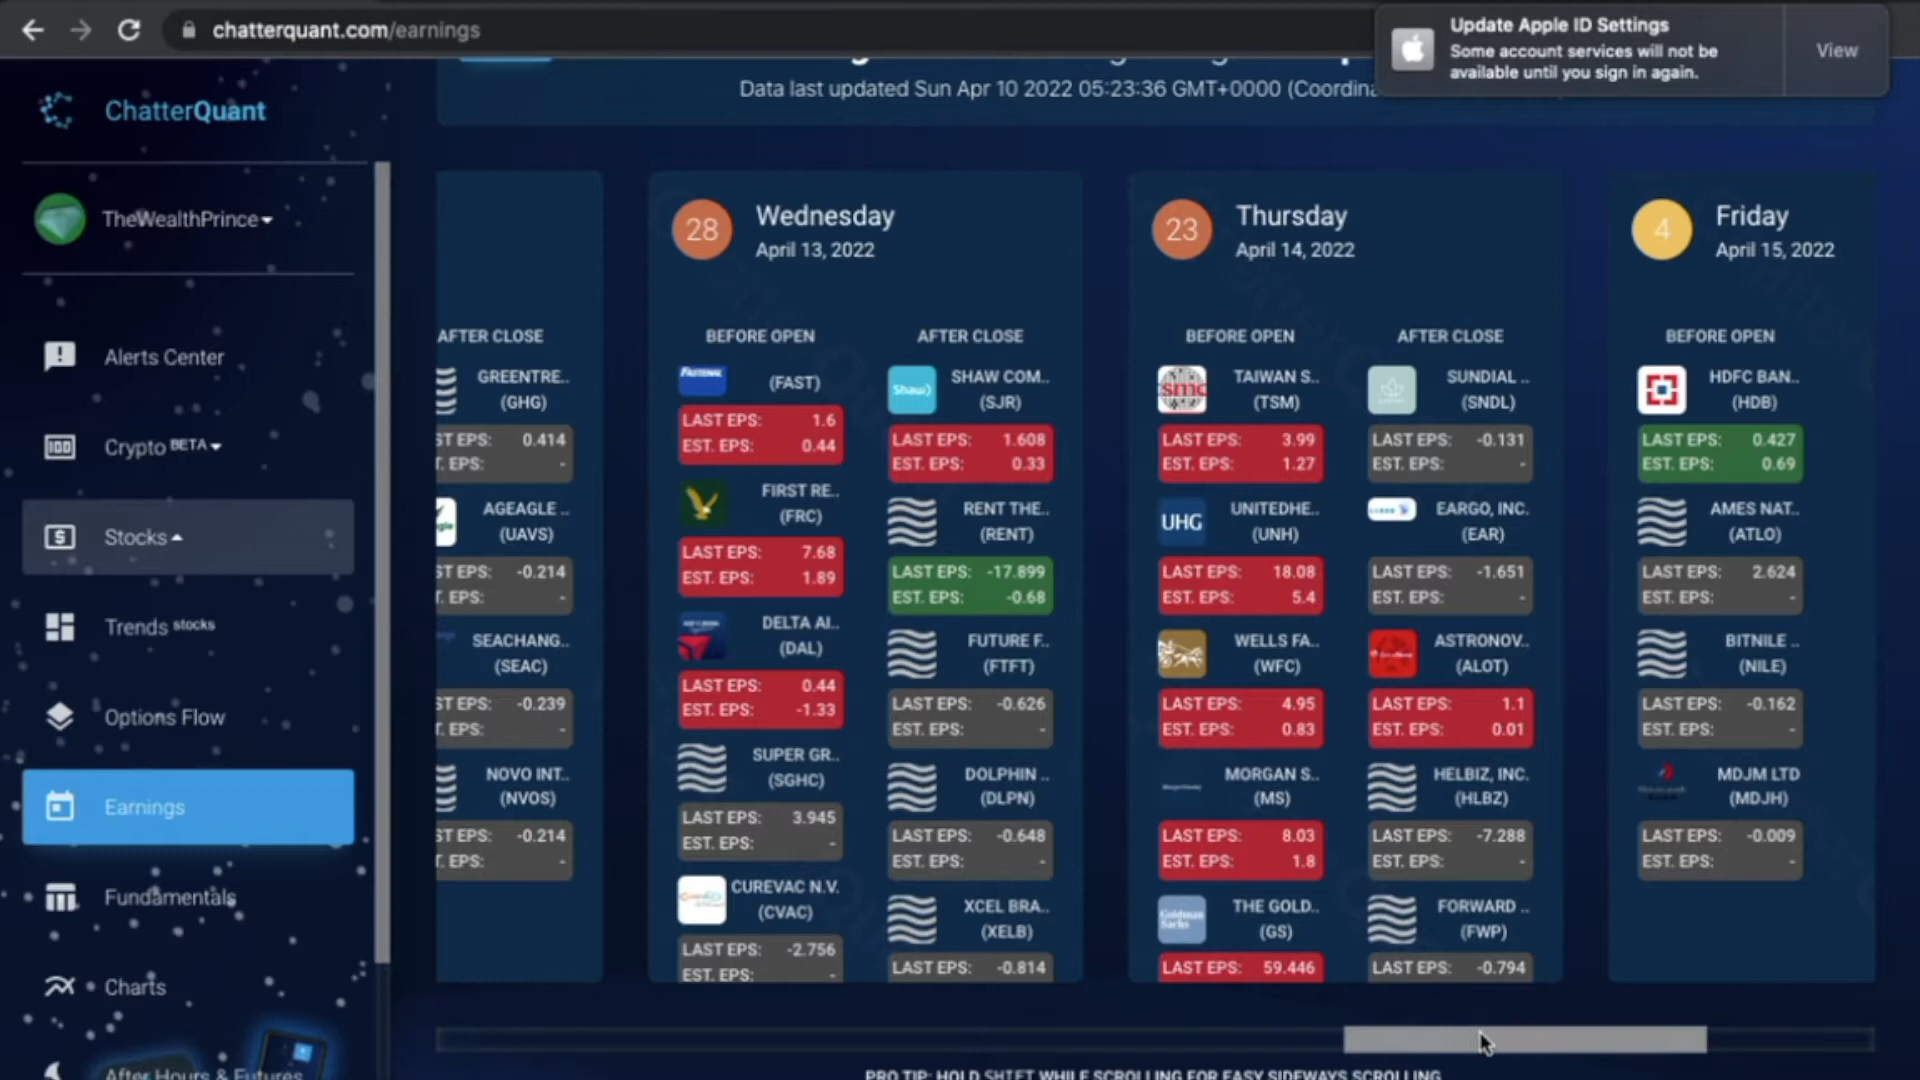 chatterquant.com/earnings
Update Apple ID Settings
Some account services will not be
available until you sign in again.
View
Data last updated Sun Apr 10 2022 05:23:36 GMT+0000 (Coordina
ChatterQuant
TheWealthPrince
Alerts Center
Crypto BETA
Stocks
Trends stocks
Options Flow
Earnings
Fundamentals
Charts
After Hours & Futures
AFTER CLOSE
GREENTRE..
(GHG)
ST EPS: 0.414
T. EPS: -
AGEAGLE ..
(UAVS)
ST EPS: -0.214
T. EPS: -
SEACHANG..
(SEAC)
ST EPS: -0.239
T. EPS: -
NOVO INT..
(NVOS)
ST EPS: -0.214
T. EPS: -
28
Wednesday
April 13, 2022
BEFORE OPEN
FASTENAL
(FAST)
LAST EPS: 1.6
EST. EPS: 0.44
FIRST RE..
(FRC)
LAST EPS: 7.68
EST. EPS: 1.89
DELTA AI..
(DAL)
LAST EPS: 0.44
EST. EPS: -1.33
SUPER GR..
(SGHC)
LAST EPS: 3.945
EST. EPS: -
CUREVAC N.V.
(CVAC)
LAST EPS: -2.756
EST. EPS: -
AFTER CLOSE
Shaw)
SHAW COM..
(SJR)
LAST EPS: 1.608
EST. EPS: 0.33
RENT THE..
(RENT)
LAST EPS: -17.899
EST. EPS: -0.68
FUTURE F..
(FTFT)
LAST EPS: -0.626
EST. EPS: -
DOLPHIN ..
(DLPN)
LAST EPS: -0.648
EST. EPS: -
XCEL BRA..
(XELB)
LAST EPS: -0.814
23
Thursday
April 14, 2022
BEFORE OPEN
smc
TAIWAN S..
(TSM)
LAST EPS: 3.99
EST. EPS: 1.27
UHG
UNITEDHE..
(UNH)
LAST EPS: 18.08
EST. EPS: 5.4
WELLS FA..
(WFC)
LAST EPS: 4.95
EST. EPS: 0.83
MORGAN S..
(MS)
LAST EPS: 8.03
EST. EPS: 1.8
Goldman
Sachs
THE GOLD..
(GS)
LAST EPS: 59.446
AFTER CLOSE
SUNDIAL ..
(SNDL)
LAST EPS: -0.131
EST. EPS: -
EARGO, INC.
(EAR)
LAST EPS: -1.651
EST. EPS: -
ASTRONOV..
(ALOT)
LAST EPS: 1.1
EST. EPS: 0.01
HELBIZ, INC.
(HLBZ)
LAST EPS: -7.288
EST. EPS: -
FORWARD ..
(FWP)
LAST EPS: -0.794
4
Friday
April 15, 2022
BEFORE OPEN
HDFC BAN..
(HDB)
LAST EPS: 0.427
EST. EPS: 0.69
AMES NAT..
(ATLO)
LAST EPS: 2.624
EST. EPS: -
BITNILE ..
(NILE)
LAST EPS: -0.162
EST. EPS: -
MDJM LTD
(MDJH)
LAST EPS: -0.009
EST. EPS: -
PRO TIP: HOLD SHIFT WHILE SCROLLING FOR EASY SIDEWAYS SCROLLING